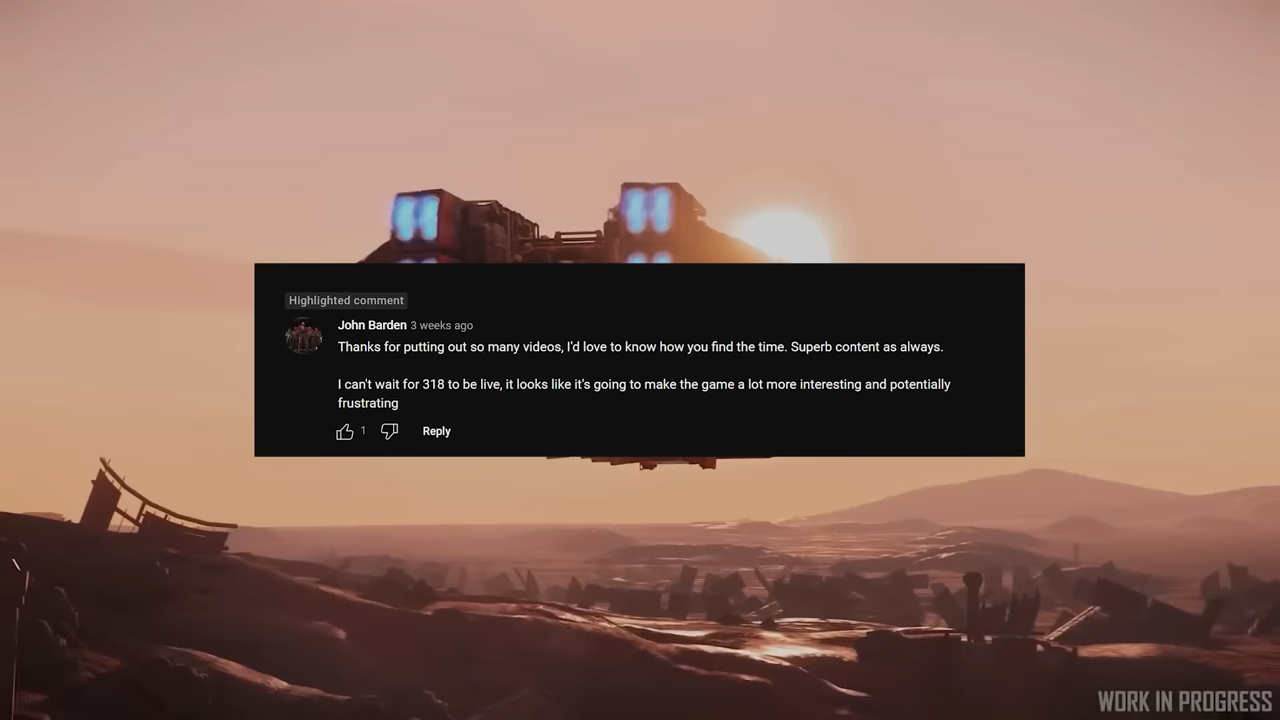 Highlighted comment
John Barden 3 weeks ago
Thanks for putting out so many videos, I'd love to know how you find the time. Superb content as always.
I can't wait for 318 to be live, it looks like it's going to make the game a lot more interesting and potentially
frustrating
1 Reply
WORK IN PROGRESS